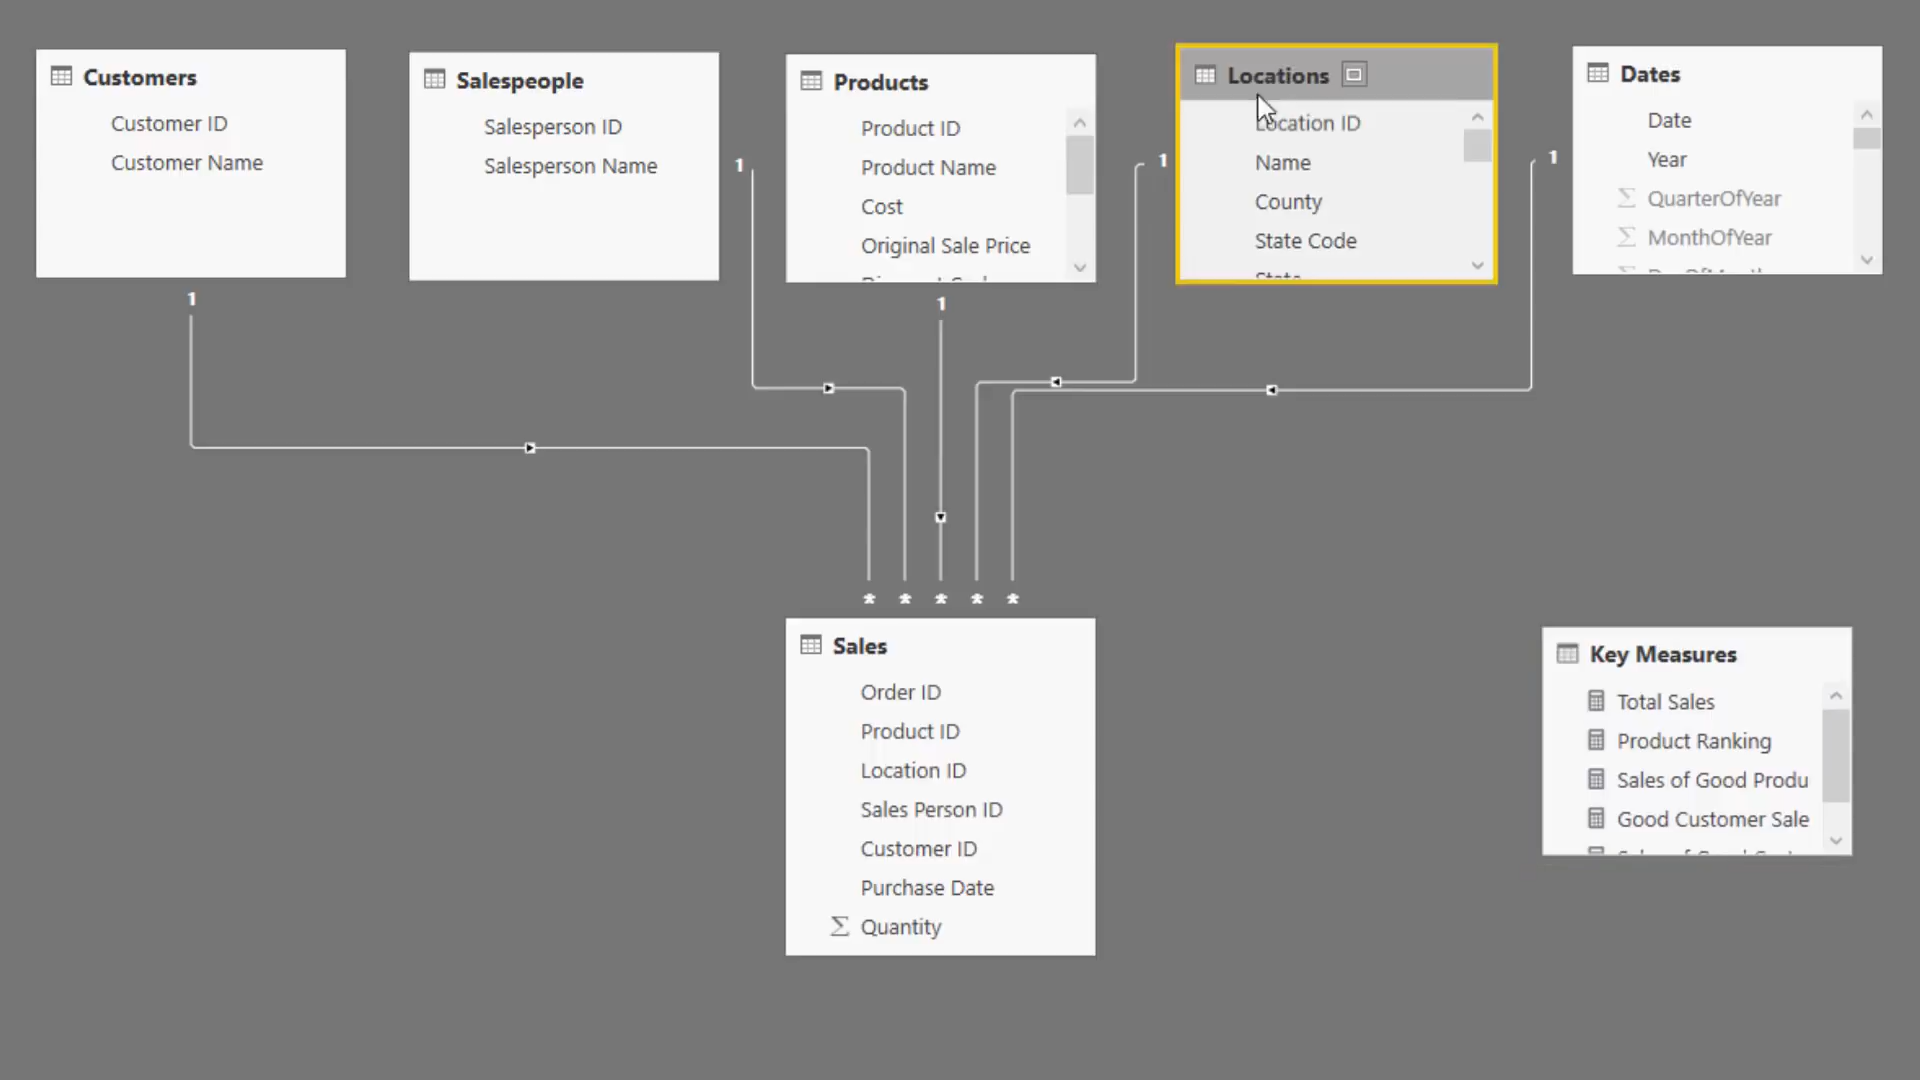 Customers
Customer ID
Customer Name
1
Salespeople
Salesperson ID
Salesperson Name
1
Products
Product ID
Product Name
Cost
Original Sale Price
1
Locations
Location ID
Name
County
State Code
State
1
Dates
Date
Year
QuarterOfYear
MonthOfYear
1
* * * * *
Sales
Order ID
Product ID
Location ID
Sales Person ID
Customer ID
Purchase Date
Σ Quantity
Key Measures
Total Sales
Product Ranking
Sales of Good Produ
Good Customer Sale